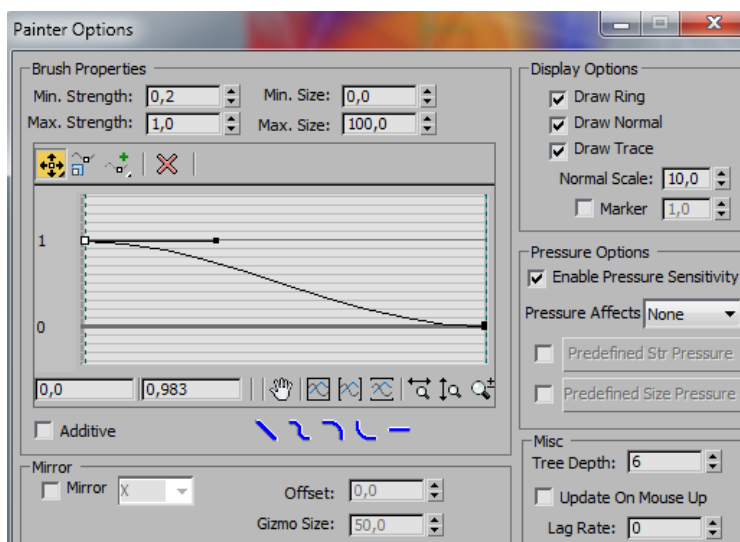 Painter Options
Brush Properties
Min. Strength: 0,2 Min. Size: 0,0
Max. Strength: 1,0 Max. Size: 100,0
1
0
0,0 0,983
Additive
Mirror
Mirror X Offset: 0,0
Gizmo Size: 50,0
Display Options
Draw Ring
Draw Normal
Draw Trace
Normal Scale: 10,0
Marker 1,0
Pressure Options
Enable Pressure Sensitivity
Pressure Affects None
Predefined Str Pressure
Predefined Size Pressure
Misc
Tree Depth: 6
Update On Mouse Up
Lag Rate: 0